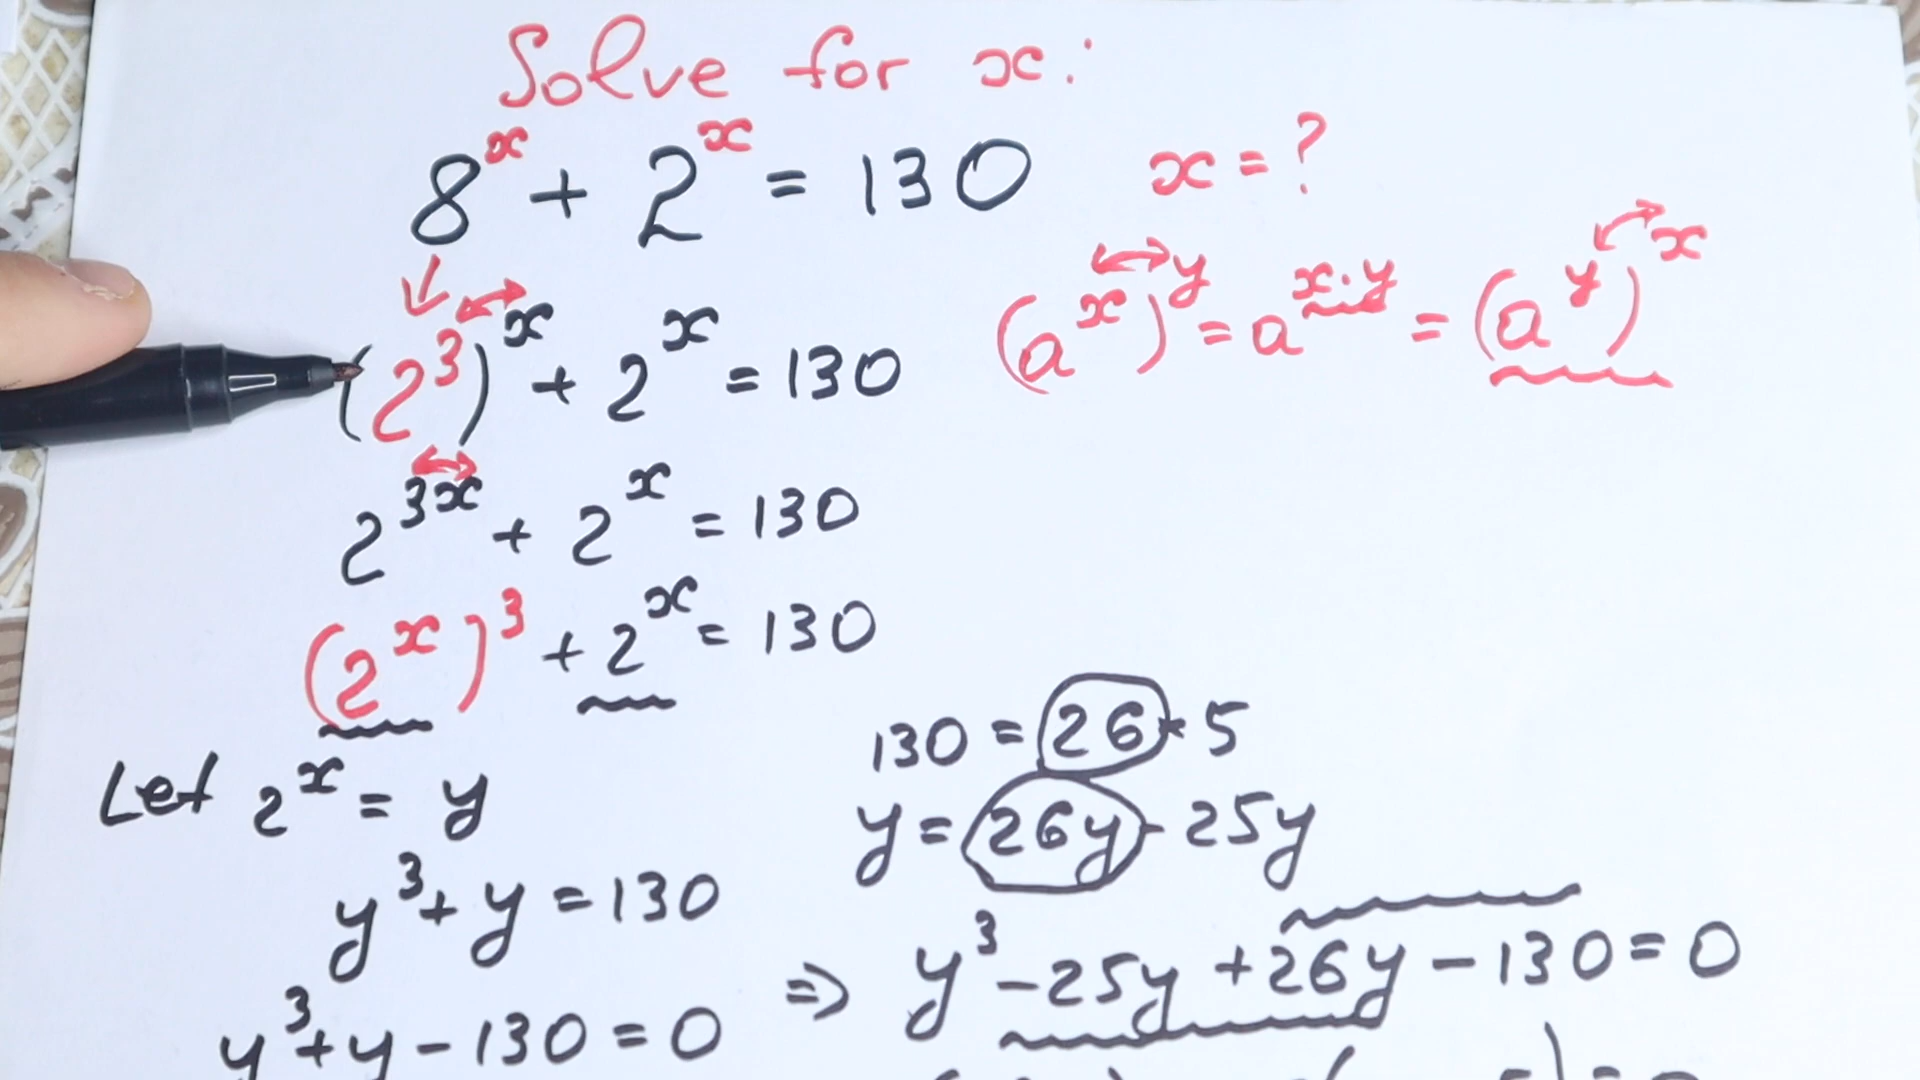 Solve for x:
8^x + 2^x = 130
x = ?
(2^3)^x + 2^x = 130
(a^x)^y = a^{x·y} = (a^y)^x
2^{3x} + 2^x = 130
(2^x)^3 + 2^x = 130
Let 2^x = y
y^3 + y = 130
y^3 + y - 130 = 0
130 = 26·5
y = 26y - 25y
⇒ y^3 - 25y + 26y - 130 = 0